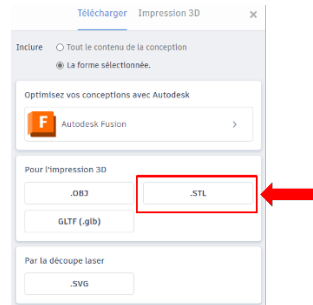 Télécharger Impression 3D ×
Inclure Tout le contenu de la conception
La forme sélectionnée.
Optimisez vos conceptions avec Autodesk
F Autodesk Fusion >
Pour l'impression 3D
.OBJ .STL
GLTF (.glb)
Par la découpe laser
.SVG